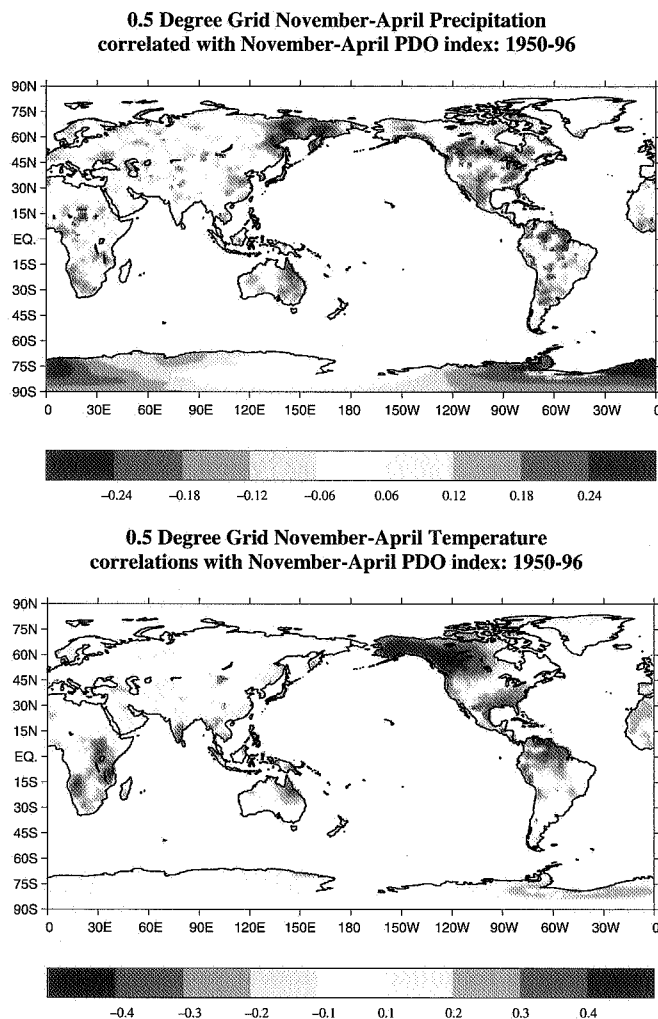 0.5 Degree Grid November-April Precipitation
correlated with November-April PDO index: 1950-96
90N
75N
60N
45N
30N
15N
EQ.
15S
30S
45S
60S
75S
90S
0 30E 60E 90E 120E 150E 180 150W 120W 90W 60W 30W 0
−0.24 −0.18 −0.12 −0.06 0.06 0.12 0.18 0.24
0.5 Degree Grid November-April Temperature
correlations with November-April PDO index: 1950-96
90N
75N
60N
45N
30N
15N
EQ.
15S
30S
45S
60S
75S
90S
0 30E 60E 90E 120E 150E 180 150W 120W 90W 60W 30W 0
−0.4 −0.3 −0.2 −0.1 0.1 0.2 0.3 0.4